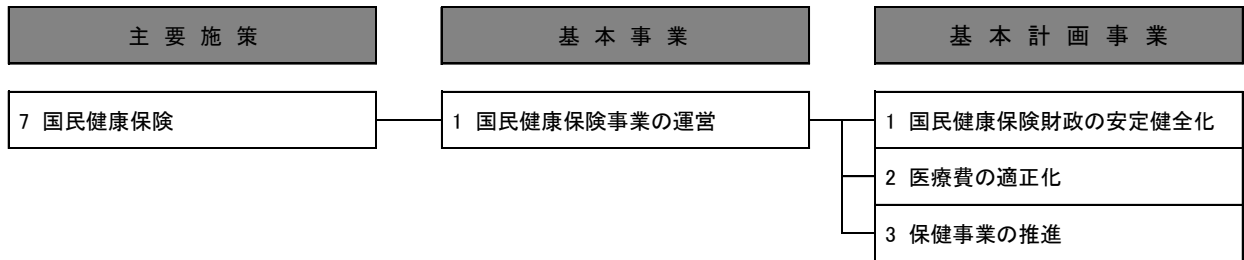 主要施策
基本事業
基本計画事業
7 国民健康保険
1 国民健康保険事業の運営
1 国民健康保険財政の安定健全化
2 医療費の適正化
3 保健事業の推進